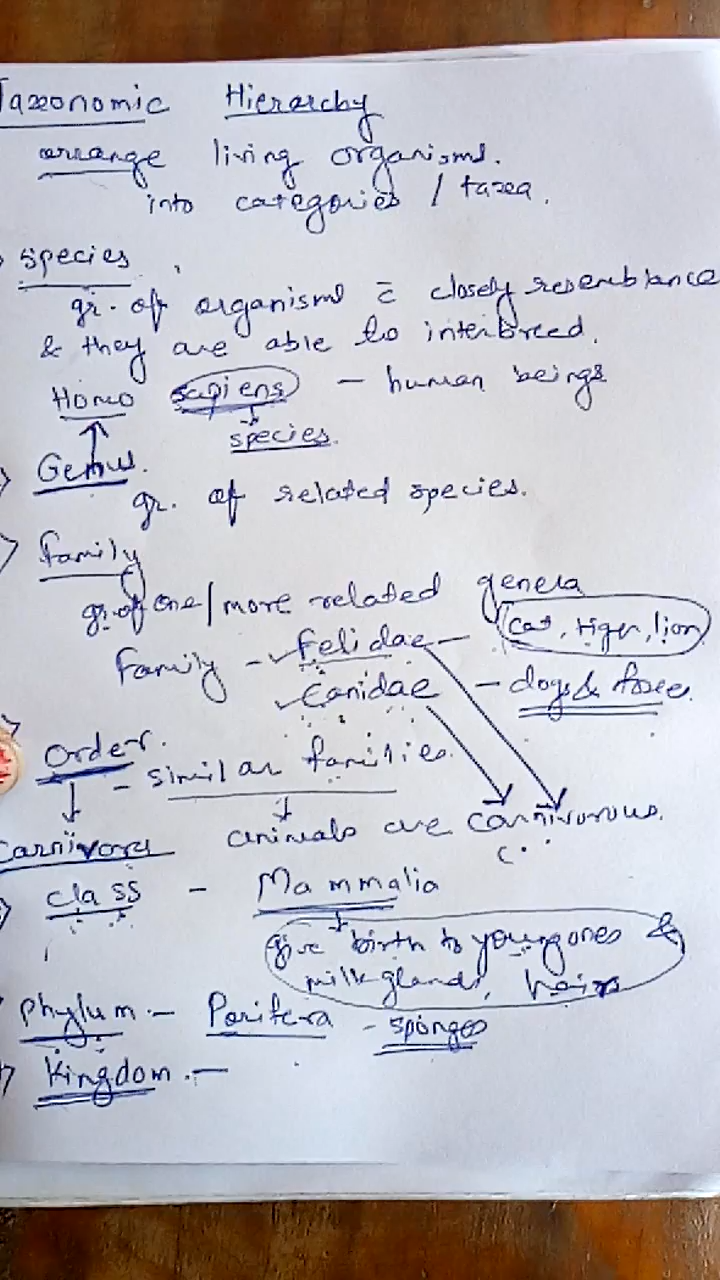 Taxonomic Hierarchy
arrange living organisms.
into categories / taxa.
species
gr. of organisms c̄ closely resemblance
& they are able to interbreed.
Homo sapiens - human beings
species.
Genus.
gr. of related species.
family
gr. of one/more related genera
family - Felidae - cat, tiger, lion
Canidae - dogs & foxe.
Order.
- similar families.
Carnivora animals are carnivorous.
class - Mammalia
give birth to young ones &
milk glands, hairs
Phylum. - Porifera - sponges
Kingdom. -